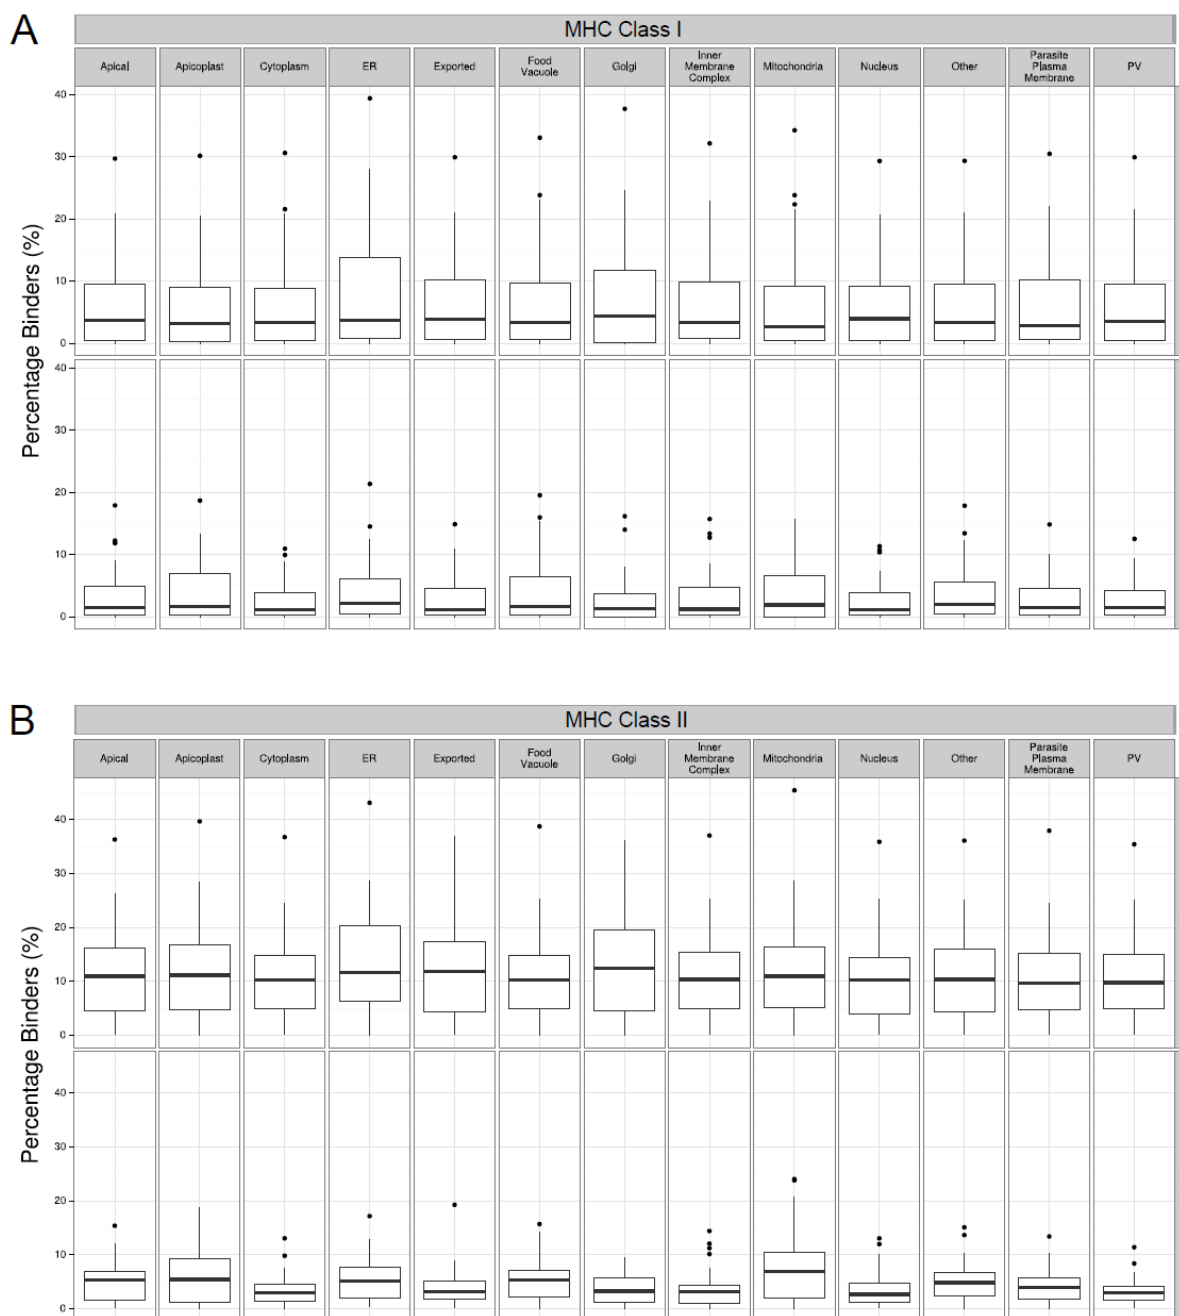 A
MHC Class I
Apical Apicoplast Cytoplasm ER Exported Food Vacuole Golgi Inner Membrane Complex Mitochondria Nucleus Other Parasite Plasma Membrane PV
Percentage Binders (%)
40
30
20
10
0
40
30
20
10
0
B
MHC Class II
Apical Apicoplast Cytoplasm ER Exported Food Vacuole Golgi Inner Membrane Complex Mitochondria Nucleus Other Parasite Plasma Membrane PV
Percentage Binders (%)
40
30
20
10
0
40
30
20
10
0